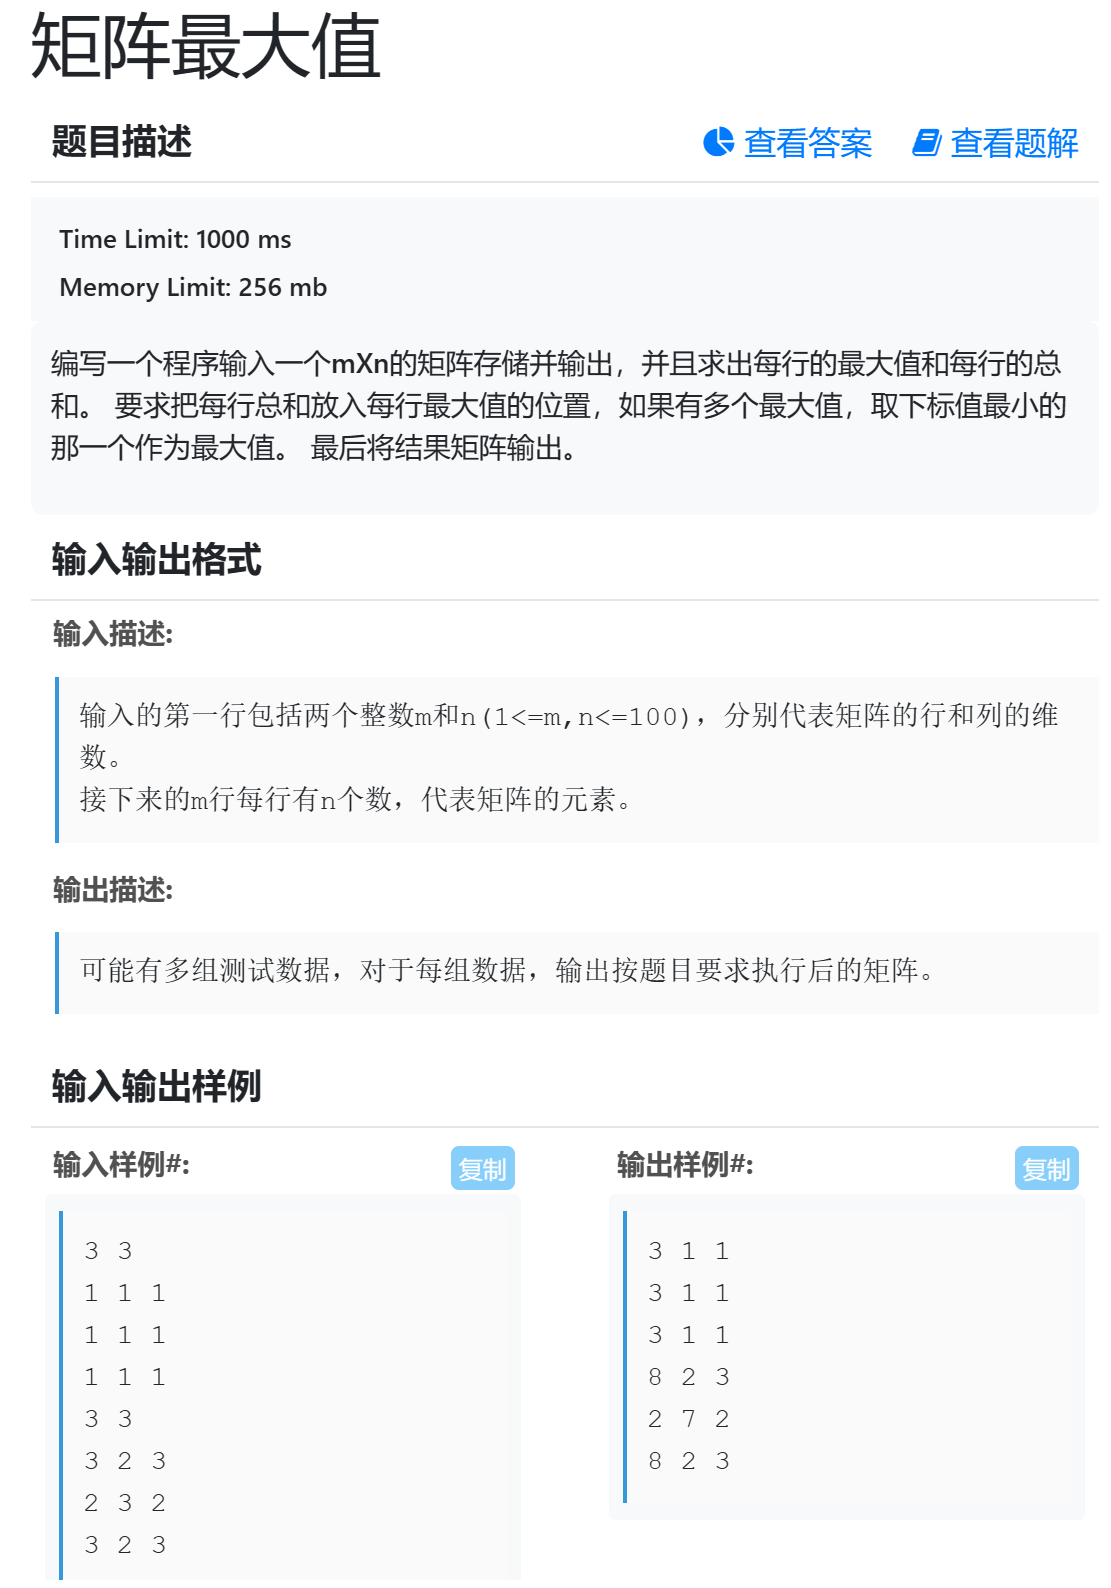 矩阵最大值
题目描述
查看答案 查看题解
Time Limit: 1000 ms
Memory Limit: 256 mb
编写一个程序输入一个mXn的矩阵存储并输出，并且求出每行的最大值和每行的总
和。 要求把每行总和放入每行最大值的位置，如果有多个最大值，取下标值最小的
那一个作为最大值。 最后将结果矩阵输出。
输入输出格式
输入描述:
输入的第一行包括两个整数m和n(1<=m,n<=100)，分别代表矩阵的行和列的维
数。
接下来的m行每行有n个数，代表矩阵的元素。
输出描述:
可能有多组测试数据，对于每组数据，输出按题目要求执行后的矩阵。
输入输出样例
输入样例#:
复制
3 3
1 1 1
1 1 1
1 1 1
3 3
3 2 3
2 3 2
3 2 3
输出样例#:
复制
3 1 1
3 1 1
3 1 1
8 2 3
2 7 2
8 2 3